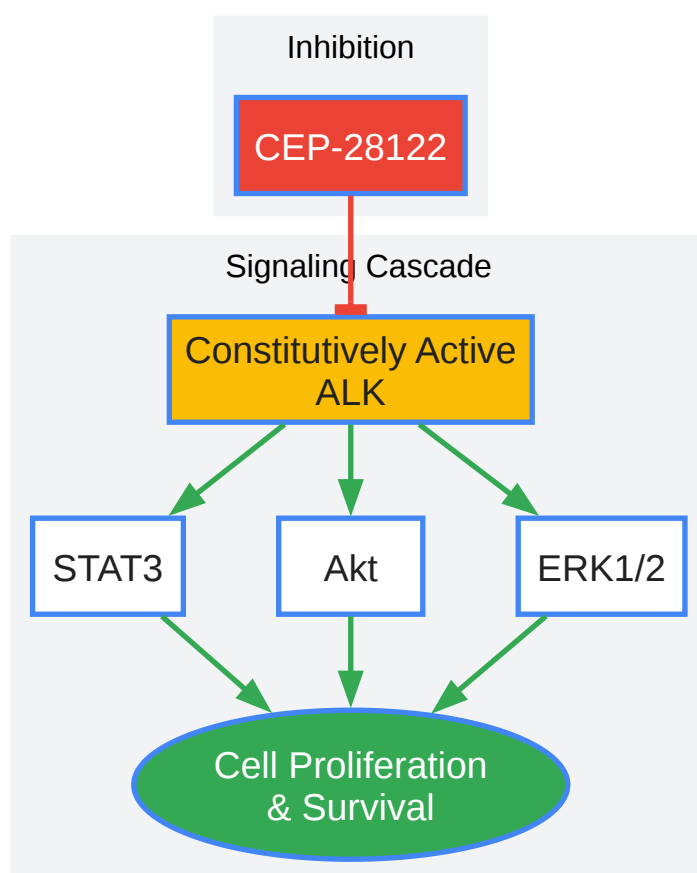 Inhibition
CEP-28122
Signaling Cascade
Constitutively Active
ALK
STAT3
Akt
ERK1/2
Cell Proliferation
& Survival